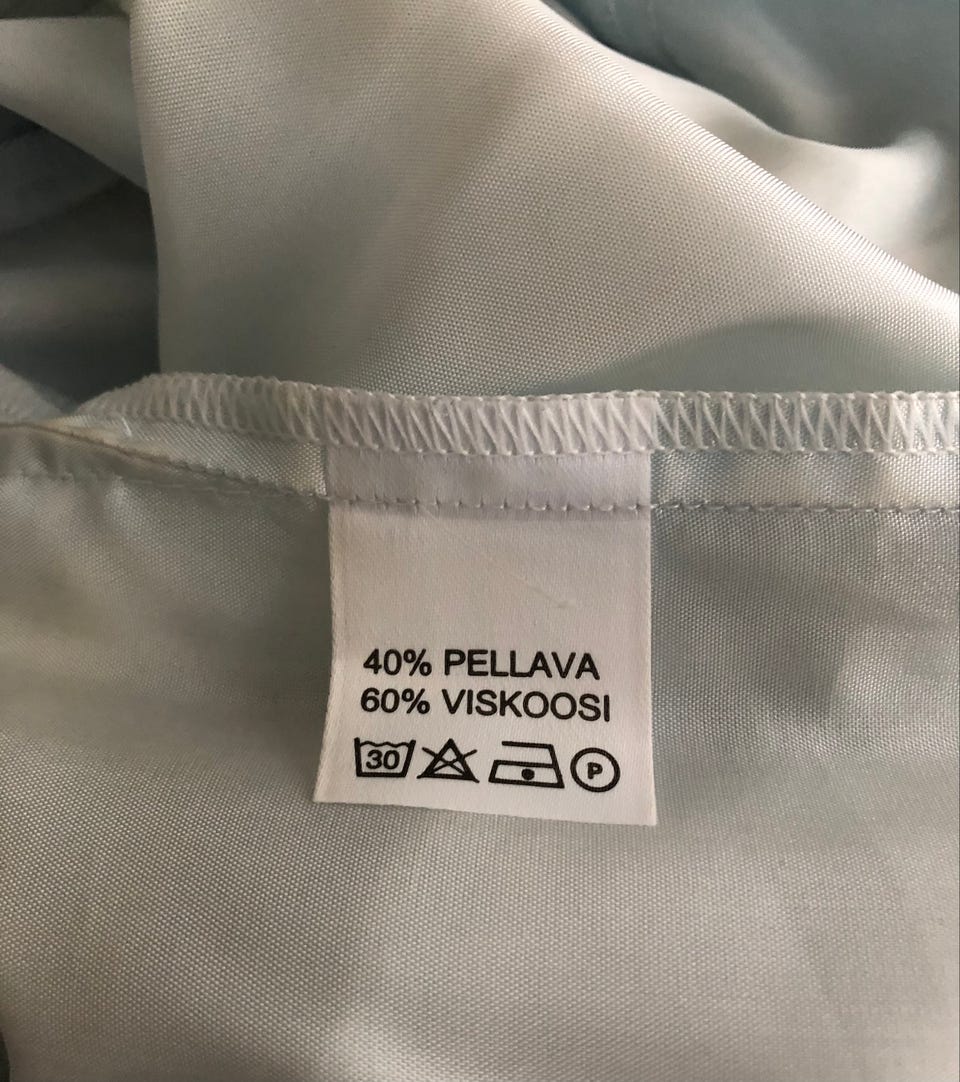 40% PELLAVA
60% VISKOOSI
30 P